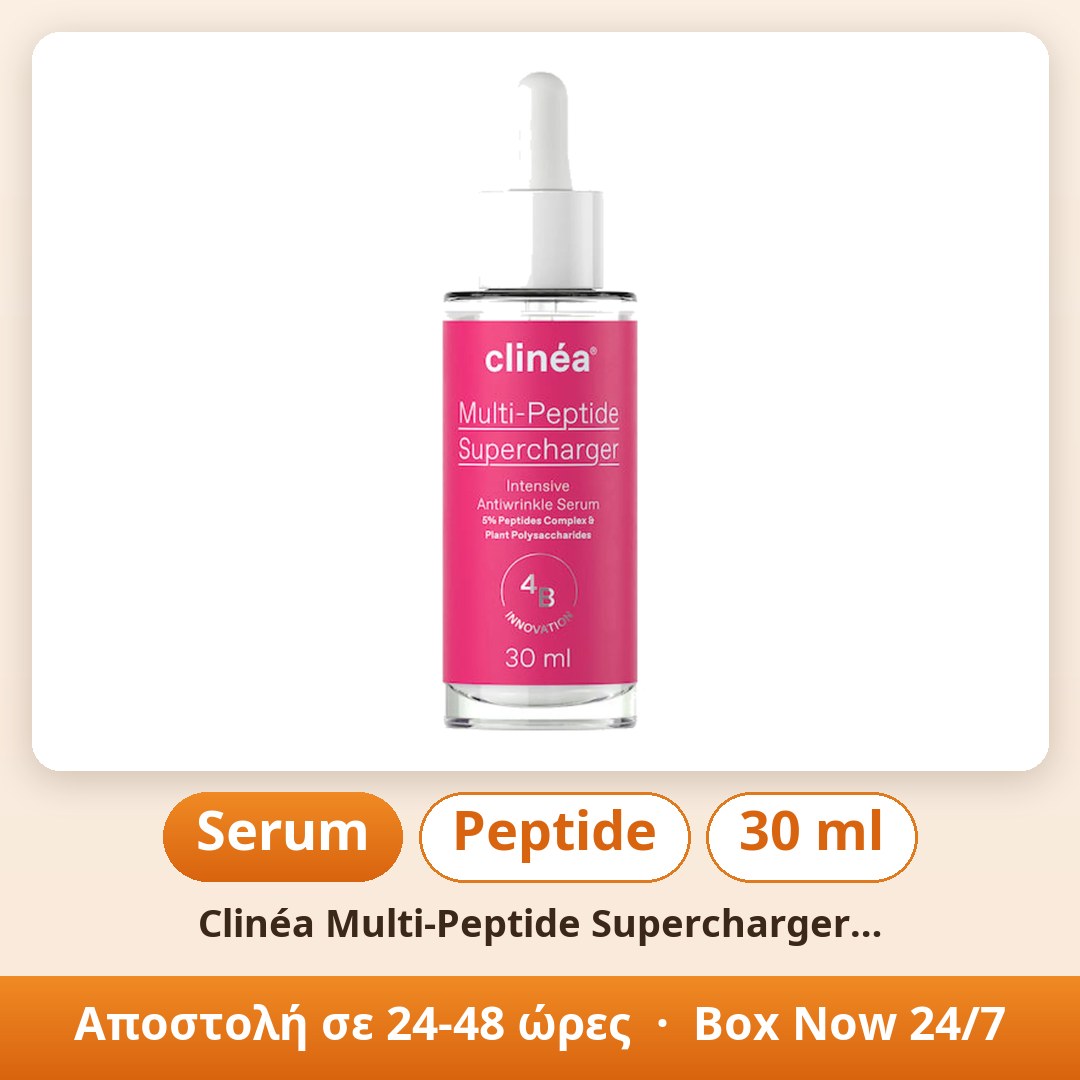 clinéa®
Multi-Peptide
Supercharger
Intensive
Antiwrinkle Serum
5% Peptides Complex &
Plant Polysaccharides
4B
INNOVATION
30 ml
Serum
Peptide
30 ml
Clinéa Multi-Peptide Supercharger...
Αποστολή σε 24-48 ώρες · Box Now 24/7